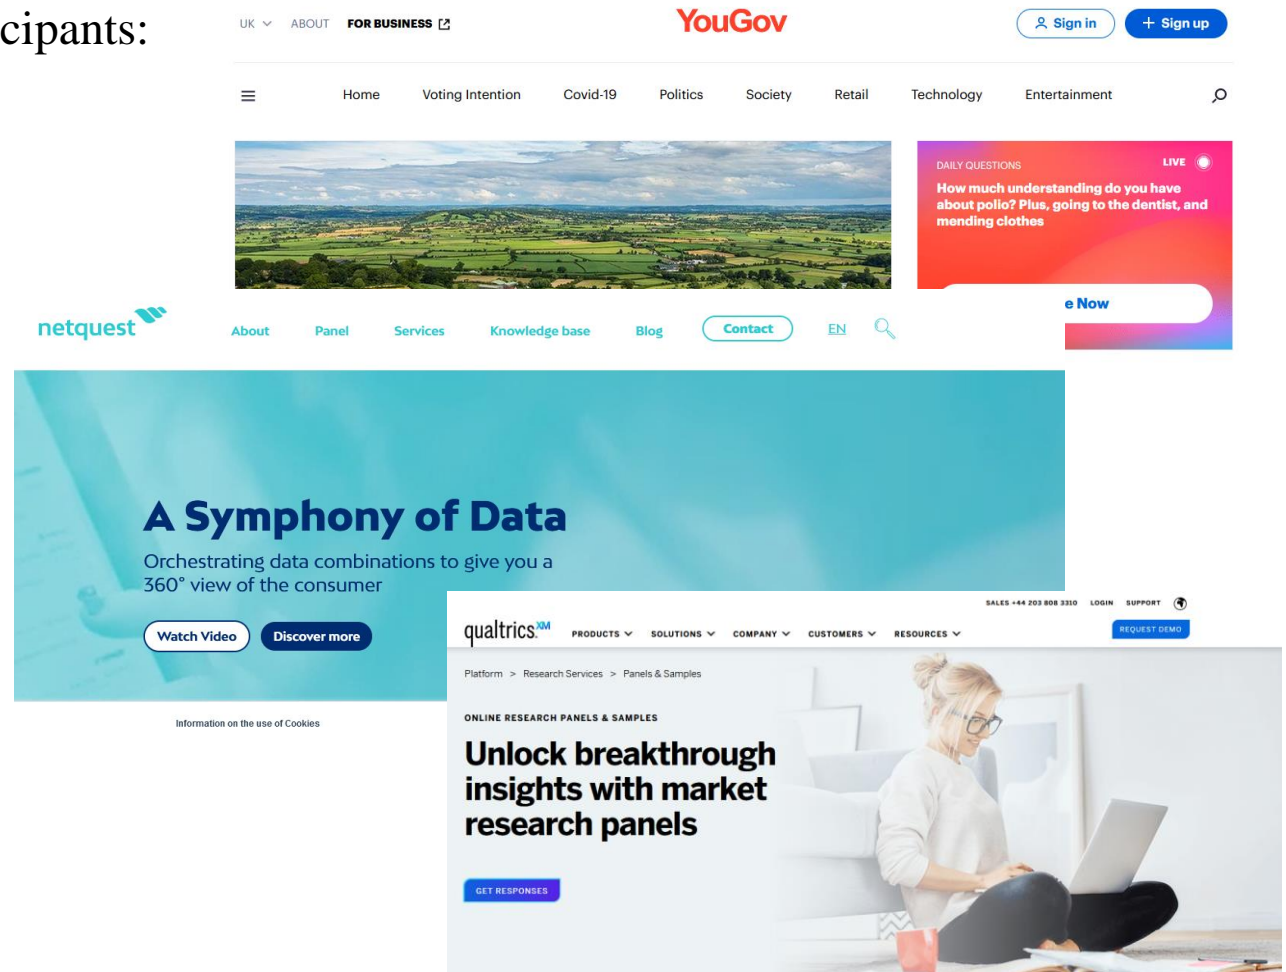 cipants:
UK ABOUT FOR BUSINESS
YouGov
Sign in + Sign up
Home Voting Intention Covid-19 Politics Society Retail Technology Entertainment
DAILY QUESTIONS LIVE
How much understanding do you have
about polio? Plus, going to the dentist, and
mending clothes
e Now
netquest
About Panel Services Knowledge base Blog Contact EN
A Symphony of Data
Orchestrating data combinations to give you a
360° view of the consumer
Watch Video Discover more
Information on the use of Cookies
SALES +44 203 808 3310 LOGIN SUPPORT
qualtrics.XM PRODUCTS SOLUTIONS COMPANY CUSTOMERS RESOURCES REQUEST DEMO
Platform > Research Services > Panels & Samples
ONLINE RESEARCH PANELS & SAMPLES
Unlock breakthrough
insights with market
research panels
GET RESPONSES